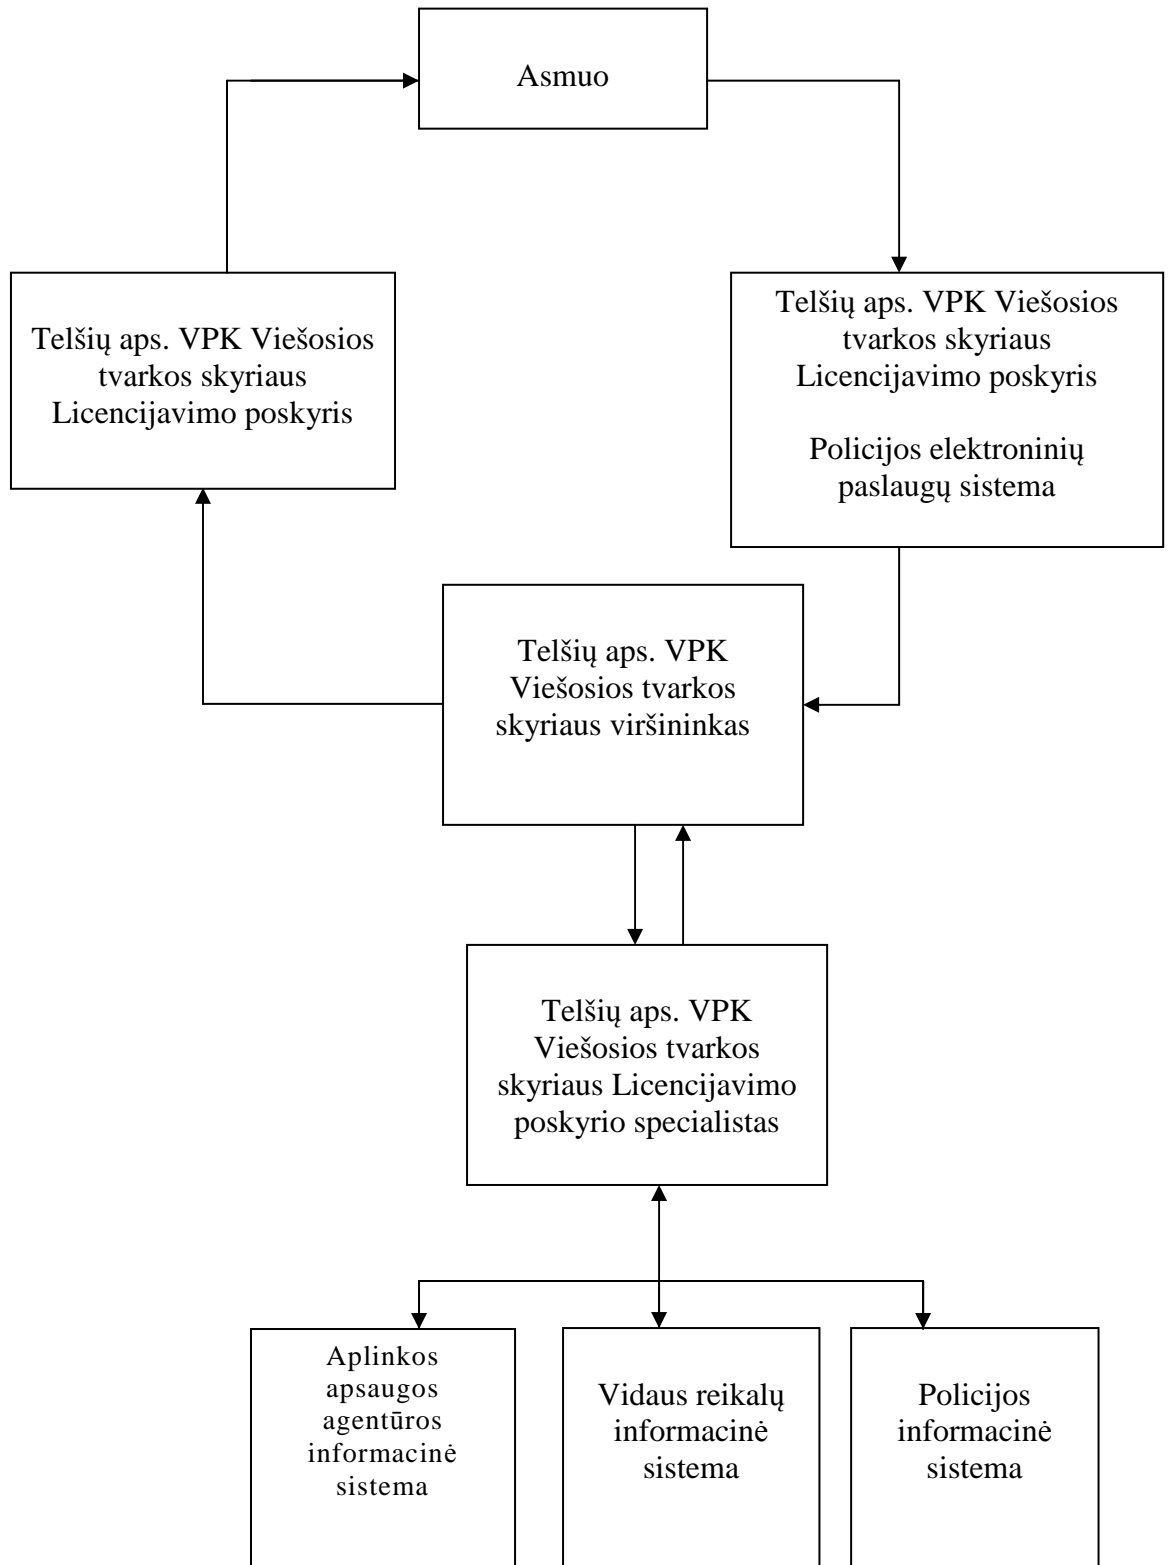 Asmuo
Telšių aps. VPK Viešosios
tvarkos skyriaus
Licencijavimo poskyris
Telšių aps. VPK Viešosios
tvarkos skyriaus
Licencijavimo poskyris
Policijos elektroninių
paslaugų sistema
Telšių aps. VPK
Viešosios tvarkos
skyriaus viršininkas
Telšių aps. VPK
Viešosios tvarkos
skyriaus Licencijavimo
poskyrio specialistas
Aplinkos
apsaugos
agentūros
informacinė
sistema
Vidaus reikalų
informacinė
sistema
Policijos
informacinė
sistema